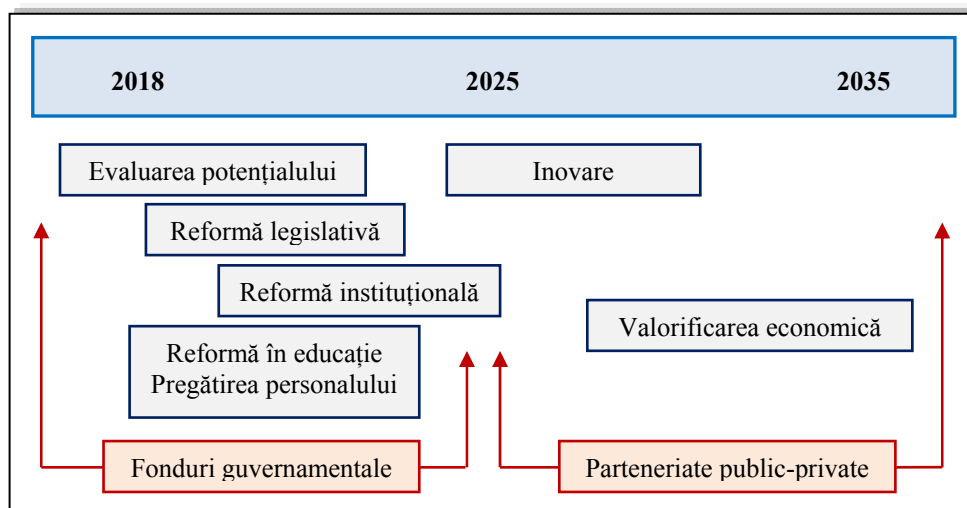 2018 2025 2035
Evaluarea potențialului
Inovare
Reformă legislativă
Reformă instituțională
Valorificarea economică
Reformă în educație
Pregătirea personalului
Fonduri guvernamentale
Parteneriate public-private